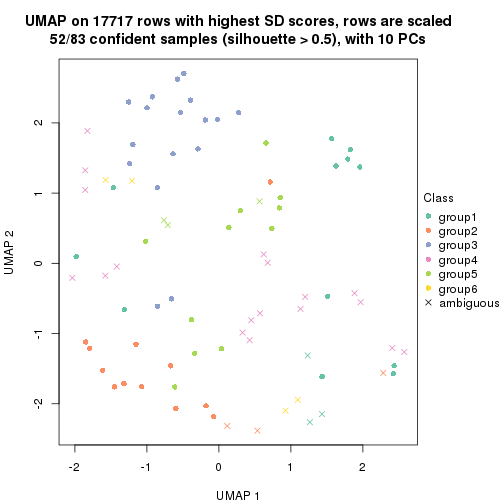 UMAP on 17717 rows with highest SD scores, rows are scaled
52/83 confident samples (silhouette > 0.5), with 10 PCs
UMAP 2
2
1
0
-1
-2
-2
-1
0
1
2
UMAP 1
Class
group1
group2
group3
group4
group5
group6
ambiguous